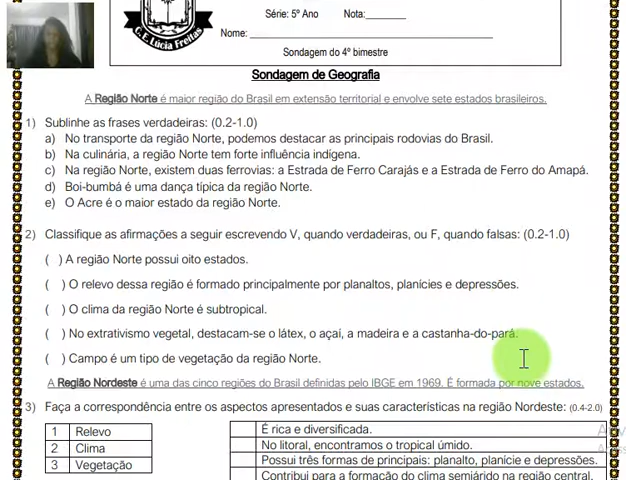 Série: 5º Ano Nota:_______
C. E. Lúcia Freitas
Nome: ___________________________________________
Sondagem do 4º bimestre
Sondagem de Geografia
A Região Norte é maior região do Brasil em extensão territorial e envolve sete estados brasileiros.
1) Sublinhe as frases verdadeiras: (0.2-1.0)
a) No transporte da região Norte, podemos destacar as principais rodovias do Brasil.
b) Na culinária, a região Norte tem forte influência indígena.
c) Na região Norte, existem duas ferrovias: a Estrada de Ferro Carajás e a Estrada de Ferro do Amapá.
d) Boi-bumbá é uma dança típica da região Norte.
e) O Acre é o maior estado da região Norte.
2) Classifique as afirmações a seguir escrevendo V, quando verdadeiras, ou F, quando falsas: (0.2-1.0)
( ) A região Norte possui oito estados.
( ) O relevo dessa região é formado principalmente por planaltos, planícies e depressões.
( ) O clima da região Norte é subtropical.
( ) No extrativismo vegetal, destacam-se o látex, o açaí, a madeira e a castanha-do-pará.
( ) Campo é um tipo de vegetação da região Norte.
A Região Nordeste é uma das cinco regiões do Brasil definidas pelo IBGE em 1969. É formada por nove estados.
3) Faça a correspondência entre os aspectos apresentados e suas características na região Nordeste: (0.4-2.0)
1 Relevo
2 Clima
3 Vegetação
É rica e diversificada.
No litoral, encontramos o tropical úmido.
Possui três formas de principais: planalto, planície e depressões.
Contribui para a formação do clima semiárido na região central.